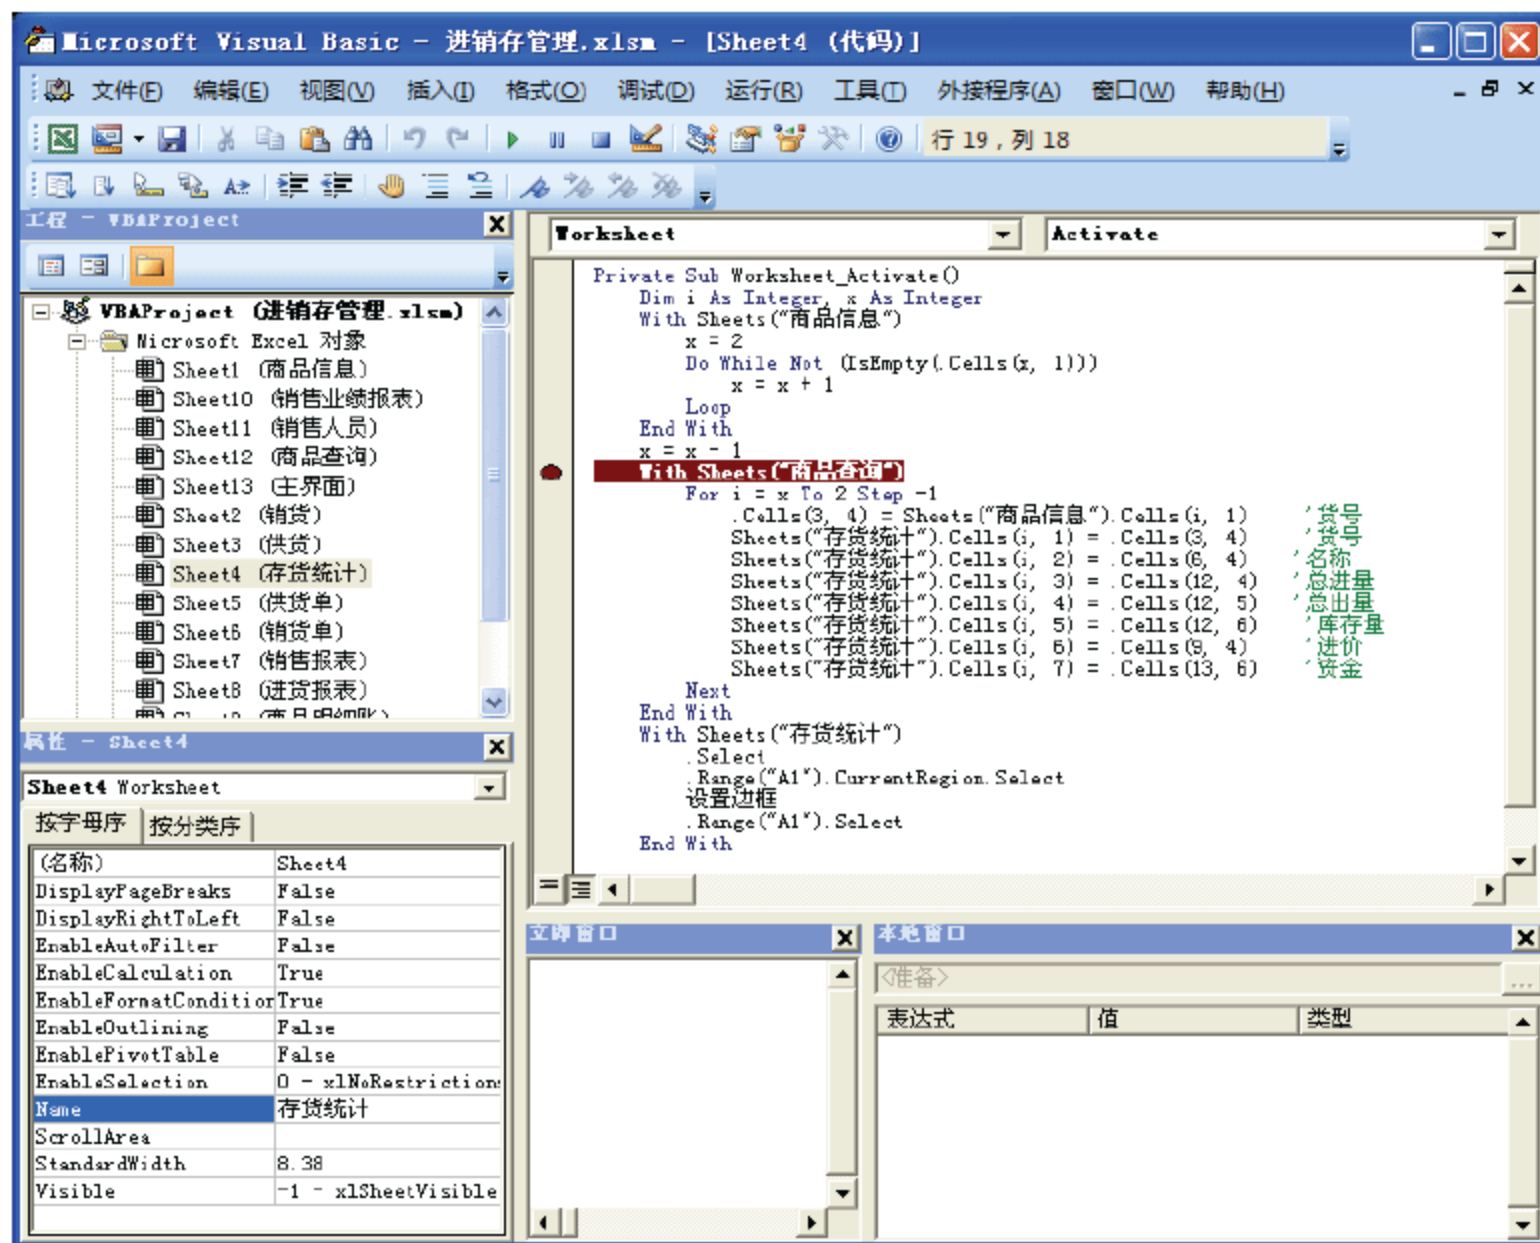 Microsoft Visual Basic - 进销存管理.xlsm - [Sheet4 (代码)]
文件(F) 编辑(E) 视图(V) 插入(I) 格式(O) 调试(D) 运行(R) 工具(T) 外接程序(A) 窗口(W) 帮助(H)
行 19 , 列 18
工程 - VBAProject
VBAProject (进销存管理.xlsm)
Microsoft Excel 对象
Sheet1 (商品信息)
Sheet10 (销售业绩报表)
Sheet11 (销售人员)
Sheet12 (商品查询)
Sheet13 (主界面)
Sheet2 (销货)
Sheet3 (供货)
Sheet4 (存货统计)
Sheet5 (供货单)
Sheet6 (销货单)
Sheet7 (销售报表)
Sheet8 (进货报表)
属性 - Sheet4
Sheet4 Worksheet
按字母序 按分类序
(名称) Sheet4
DisplayPageBreaks False
DisplayRightToLeft False
EnableAutoFilter False
EnableCalculation True
EnableFormatCondition True
EnableOutlining False
EnablePivotTable False
EnableSelection 0 - xlNoRestrictions
Name 存货统计
ScrollArea
StandardWidth 8.38
Visible -1 - xlSheetVisible
Worksheet Activate
Private Sub Worksheet_Activate()
Dim i As Integer, x As Integer
With Sheets("商品信息")
x = 2
Do While Not (IsEmpty(.Cells(x, 1)))
x = x + 1
Loop
End With
x = x - 1
With Sheets("商品查询")
For i = x To 2 Step -1
.Cells(3, 4) = Sheets("商品信息").Cells(i, 1) '货号
Sheets("存货统计").Cells(i, 1) = .Cells(3, 4) '货号
Sheets("存货统计").Cells(i, 2) = .Cells(6, 4) '名称
Sheets("存货统计").Cells(i, 3) = .Cells(12, 4) '总进量
Sheets("存货统计").Cells(i, 4) = .Cells(12, 5) '总出量
Sheets("存货统计").Cells(i, 5) = .Cells(12, 6) '库存量
Sheets("存货统计").Cells(i, 6) = .Cells(9, 4) '进价
Sheets("存货统计").Cells(i, 7) = .Cells(13, 6) '资金
Next
End With
With Sheets("存货统计")
.Select
.Range("A1").CurrentRegion.Select
设置边框
.Range("A1").Select
End With
立即窗口
本地窗口
<准备>
表达式 值 类型